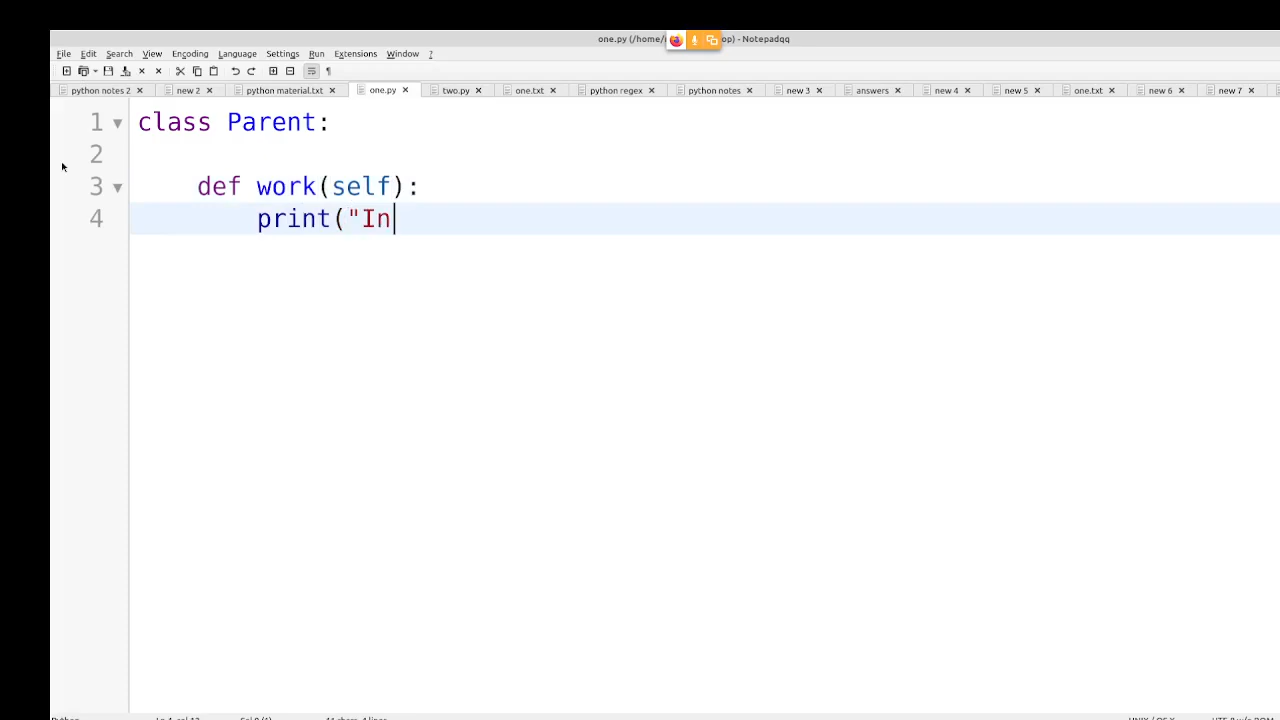 one.py (/home/ op) - Notepadqq
File Edit Search View Encoding Language Settings Run Extensions Window ?
python notes 2 new 2 python material.txt one.py two.py one.txt python regex python notes new 3 answers new 4 new 5 one.txt new 6 new 7
1 class Parent:
2
3 def work(self):
4 print("In